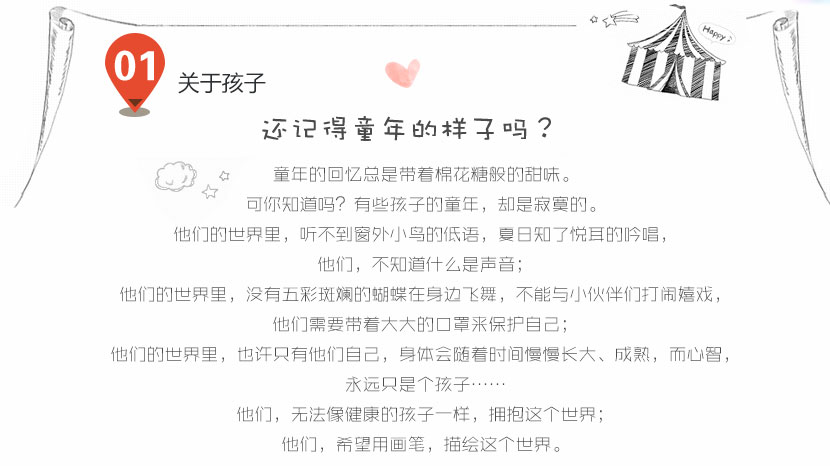 Happy♪
01
关于孩子
还记得童年的样子吗？
童年的回忆总是带着棉花糖般的甜味。
可你知道吗？有些孩子的童年，却是寂寞的。
他们的世界里，听不到窗外小鸟的低语，夏日知了悦耳的吟唱，
他们，不知道什么是声音；
他们的世界里，没有五彩斑斓的蝴蝶在身边飞舞，不能与小伙伴们打闹嬉戏，
他们需要带着大大的口罩来保护自己；
他们的世界里，也许只有他们自己，身体会随着时间慢慢长大、成熟，而心智，
永远只是个孩子……
他们，无法像健康的孩子一样，拥抱这个世界；
他们，希望用画笔，描绘这个世界。